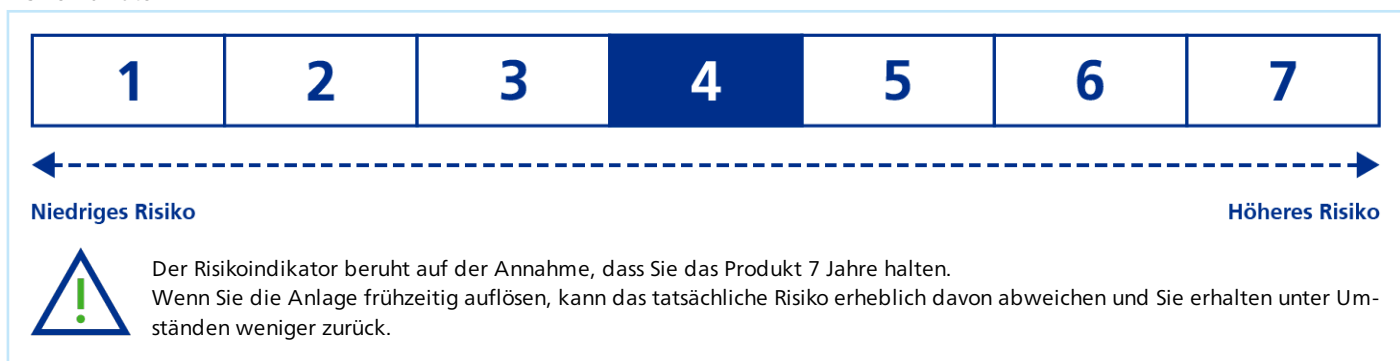 1 2 3 4 5 6 7
Niedriges Risiko Höheres Risiko
Der Risikoindikator beruht auf der Annahme, dass Sie das Produkt 7 Jahre halten.
Wenn Sie die Anlage frühzeitig auflösen, kann das tatsächliche Risiko erheblich davon abweichen und Sie erhalten unter Um-
ständen weniger zurück.